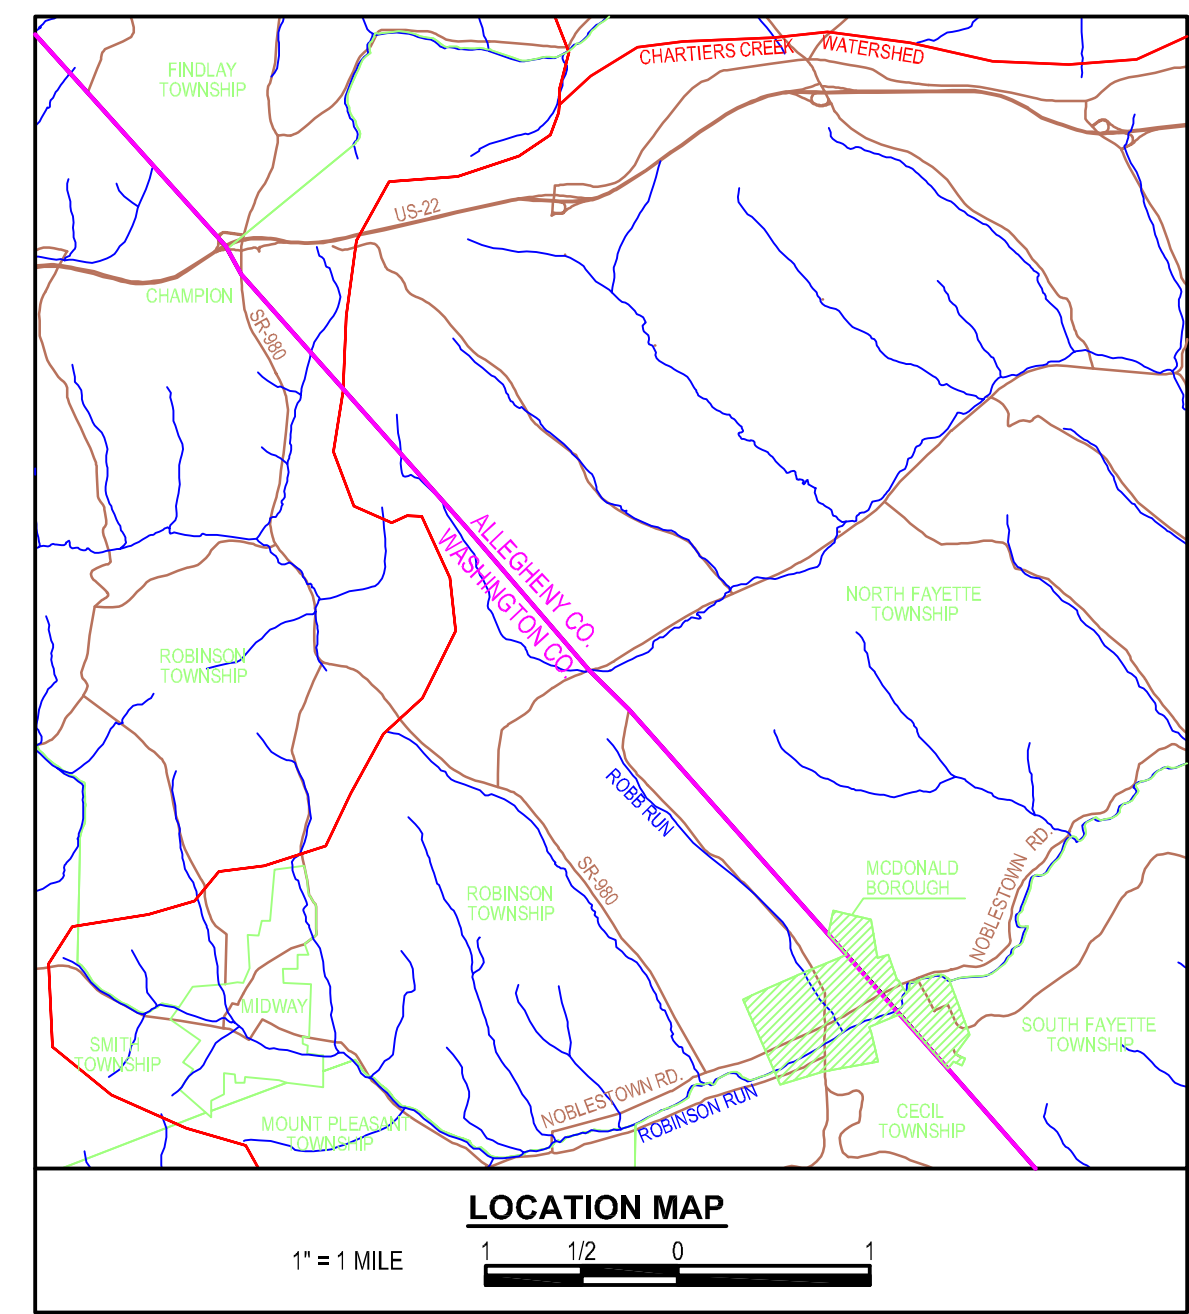 CHARTIERS CREEK WATERSHED
FINDLAY
TOWNSHIP
US-22
CHAMPION
SR-980
ALLEGHENY CO.
WASHINGTON CO.
NORTH FAYETTE
TOWNSHIP
ROBINSON
TOWNSHIP
ROBB RUN
NOBLESTOWN RD.
MCDONALD
BOROUGH
SR-980
ROBINSON
TOWNSHIP
MIDWAY
SMITH
TOWNSHIP
SOUTH FAYETTE
TOWNSHIP
NOBLESTOWN RD.
ROBINSON RUN
MOUNT PLEASANT
TOWNSHIP
CECIL
TOWNSHIP
LOCATION MAP
1" = 1 MILE
1 1/2 0 1